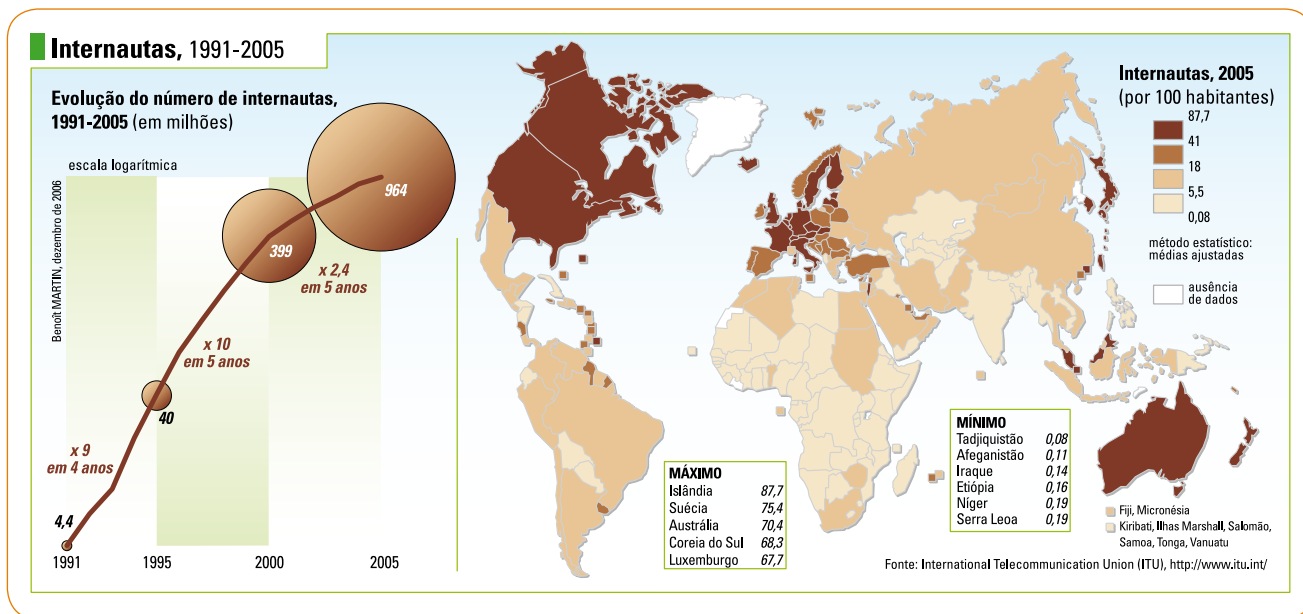 Internautas, 1991-2005
Evolução do número de internautas,
1991-2005 (em milhões)
escala logarítmica
Benoît MARTIN, dezembro de 2006
964
399
x 2,4
em 5 anos
x 10
em 5 anos
40
x 9
em 4 anos
4,4
1991
1995
2000
2005
Internautas, 2005
(por 100 habitantes)
87,7
41
18
5,5
0,08
método estatístico:
médias ajustadas
ausência
de dados
MÁXIMO
Islândia 87,7
Suécia 75,4
Austrália 70,4
Coreia do Sul 68,3
Luxemburgo 67,7
MÍNIMO
Tadjiquistão 0,08
Afeganistão 0,11
Iraque 0,14
Etiópia 0,16
Níger 0,19
Serra Leoa 0,19
Fiji, Micronésia
Kiribati, Ilhas Marshall, Salomão,
Samoa, Tonga, Vanuatu
Fonte: International Telecommunication Union (ITU), http://www.itu.int/